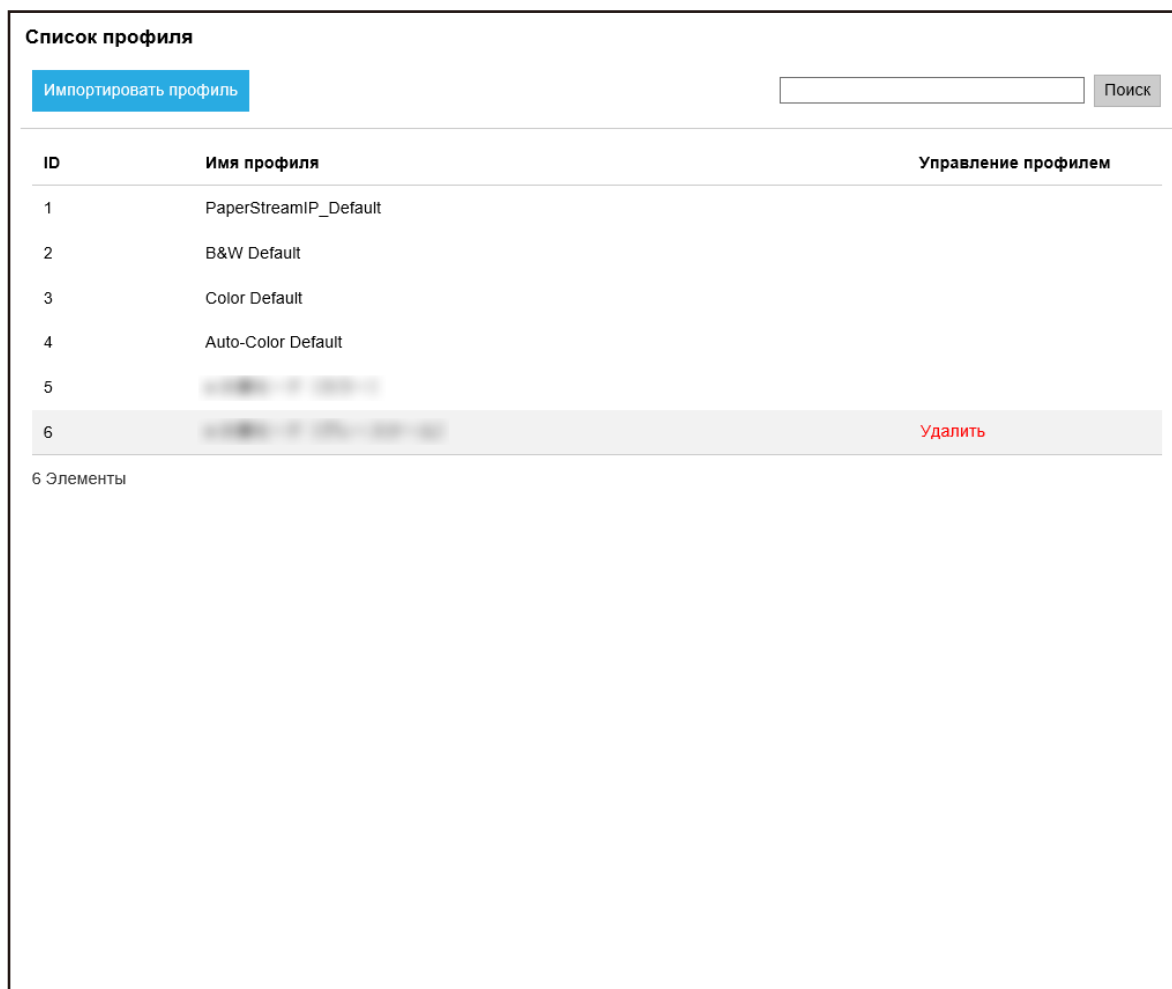 Список профиля
Импортировать профиль
Поиск
ID Имя профиля Управление профилем
1 PaperStreamIP_Default
2 B&W Default
3 Color Default
4 Auto-Color Default
5
6 Удалить
6 Элементы